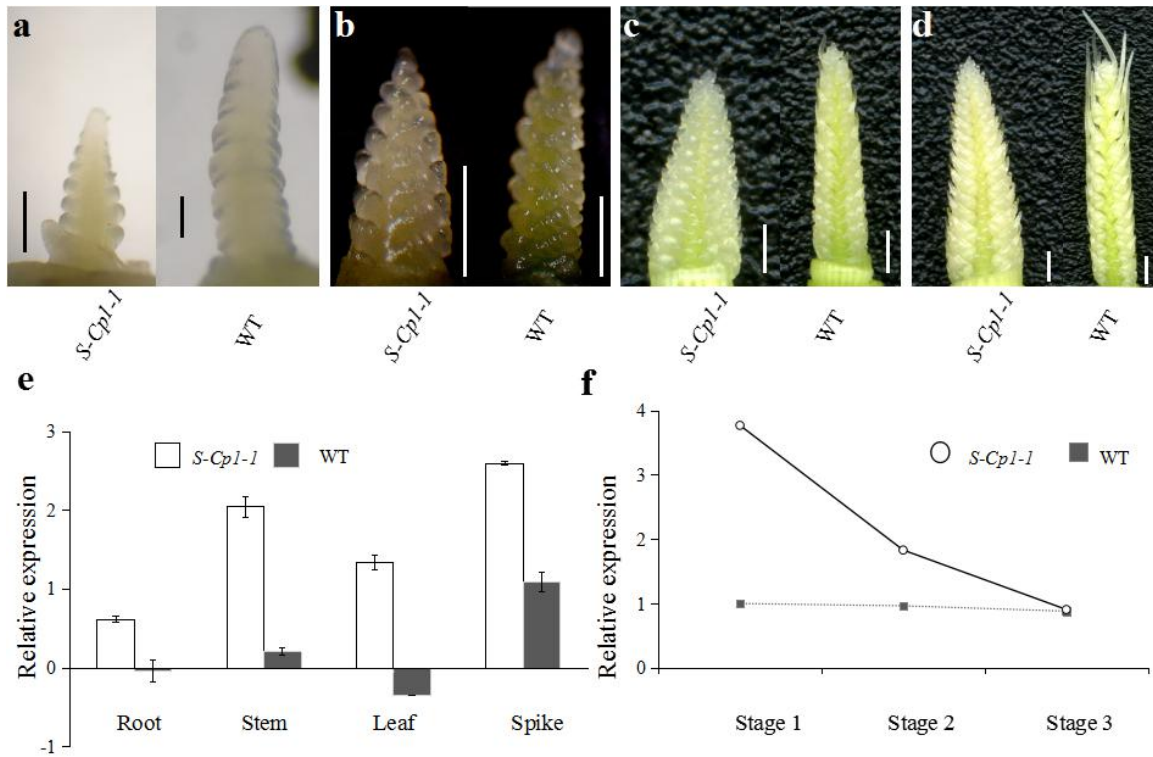 a
b
c
d
S-Cp1-1
WT
S-Cp1-1
WT
S-Cp1-1
WT
S-Cp1-1
WT
e
Relative expression
3
2
1
0
-1
S-Cp1-1
WT
Root
Stem
Leaf
Spike
f
Relative expression
4
3
2
1
0
S-Cp1-1
WT
Stage 1
Stage 2
Stage 3